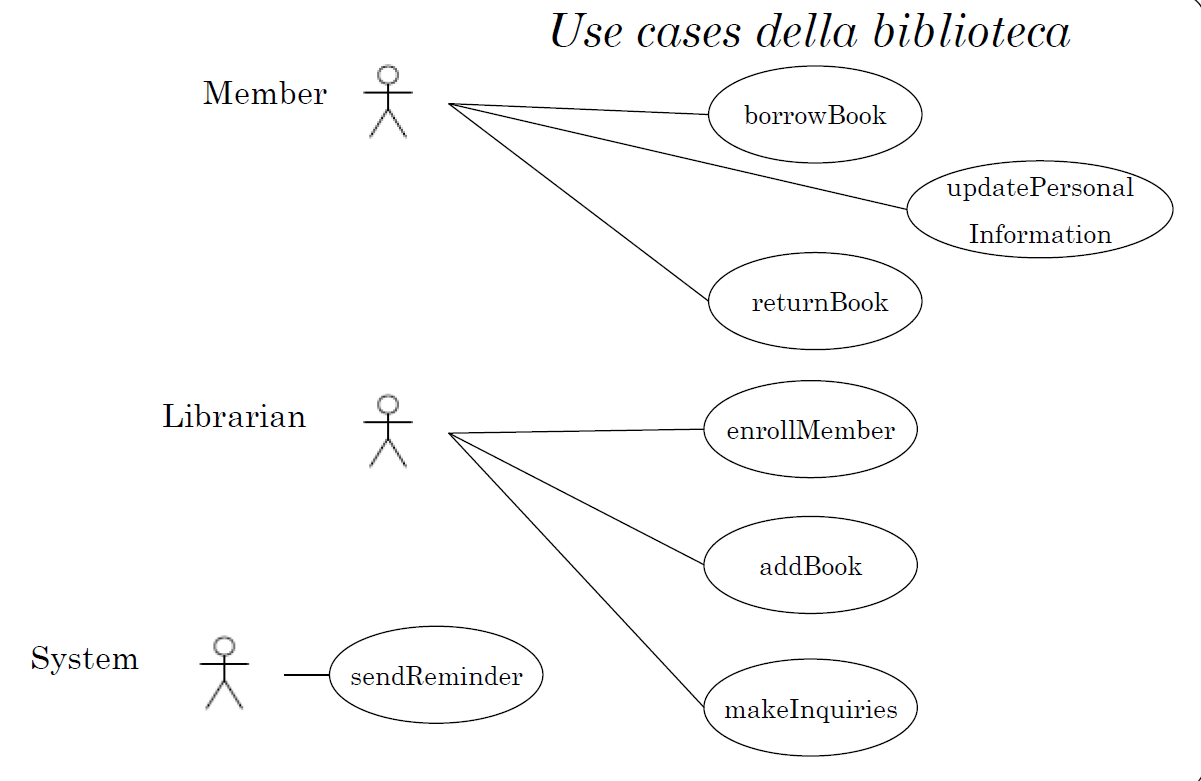 Use cases della biblioteca
Member
borrowBook
updatePersonal
Information
returnBook
Librarian
enrollMember
addBook
System
sendReminder
makeInquiries